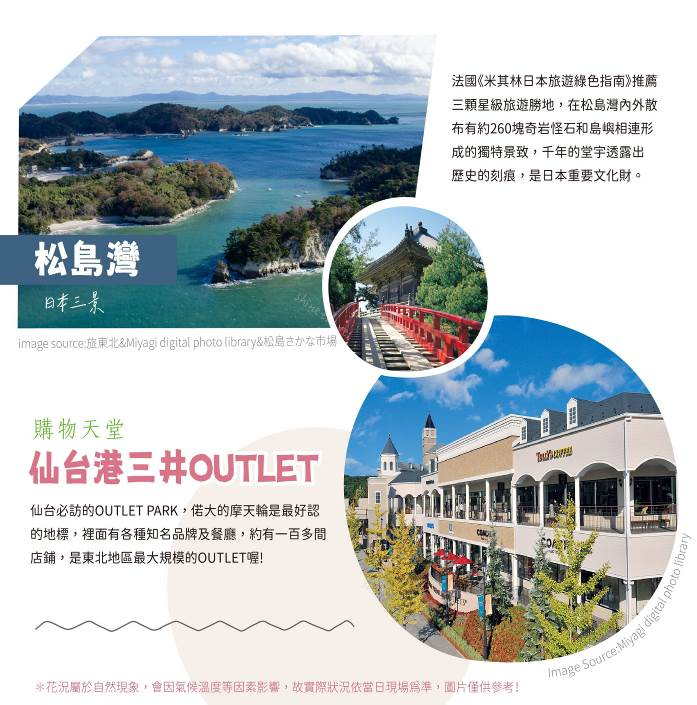 法國《米其林日本旅遊綠色指南》推薦
三顆星級旅遊勝地，在松島灣內外散
布有約260塊奇岩怪石和島嶼相連形
成的獨特景致，千年的堂宇透露出
歷史的刻痕，是日本重要文化財。
松島灣
日本三景
image source:旅東北&Miyagi digital photo library&松島さかな市場
購物天堂
仙台港三井OUTLET
仙台必訪的OUTLET PARK，偌大的摩天輪是最好認
的地標，裡面有各種知名品牌及餐廳，約有一百多間
店鋪，是東北地區最大規模的OUTLET喔!
TULLY'S COFFEE
COACH
Image Source:Miyagi digital photo library
＊花況屬於自然現象，會因氣候溫度等因素影響，故實際狀況依當日現場為準，圖片僅供參考!